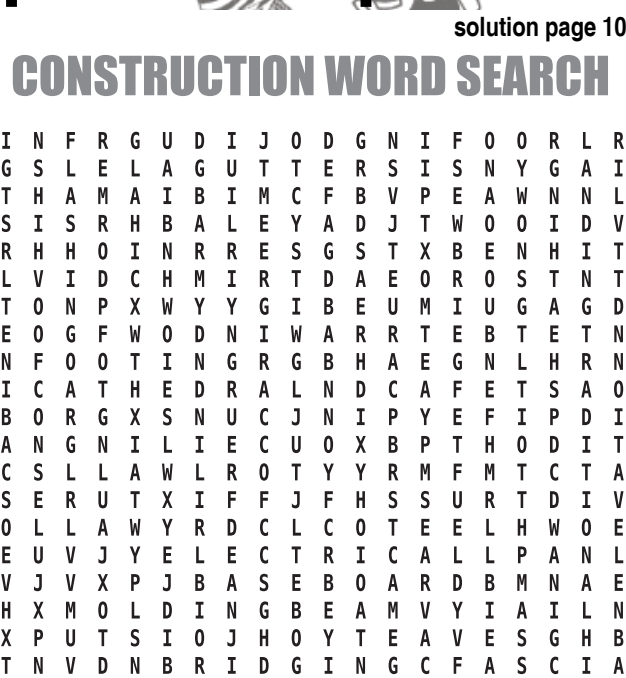 solution page 10
CONSTRUCTION WORD SEARCH
I N F R G U D I J O D G N I F O O R L R
G S L E L A G U T T E R S I S N Y G A I
T H A M A I B I M C F B V P E A W N N L
S I S R H B A L E Y A D J T W O O I D V
R H H O I N R R E S G S T X B E N H I T
L V I D C H M I R T D A E O R O S T N T
T O N P X W Y Y G I B E U M I U G A G D
E O G F W O D N I W A R R T E B T E T N
N F O O T I N G R G B H A E G N L H R N
I C A T H E D R A L N D C A F E T S A O
B O R G X S N U C J N I P Y E F I P D I
A N G N I L I E C U O X B P T H O D I T
C S L L A W L R O T Y Y R M F M T C T A
S E R U T X I F F J F H S S U R T D I V
O L L A W Y R D C L C O T E E L H W O E
E U V J Y E L E C T R I C A L L P A N L
V J V X P J B A S E B O A R D B M N A E
H X M O L D I N G B E A M V Y I A I L N
X P U T S I O J H O Y T E A V E S G H B
T N V D N B R I D G I N G C F A S C I A